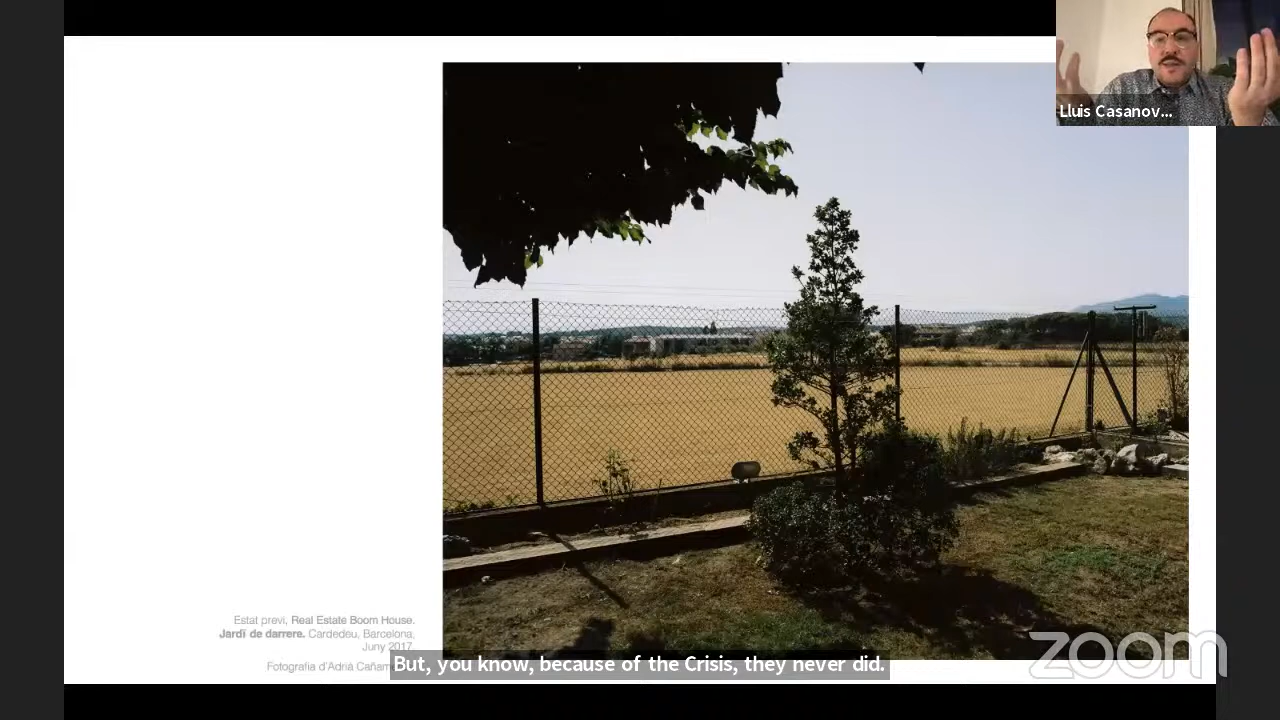 Lluis Casanov...
Estat previ, Real Estate Boom House.
Jardí de darrere. Cardedeu, Barcelona,
Juny 2017.
Fotografia d'Adrià
But, you know, because of the Crisis, they never did.
zoom